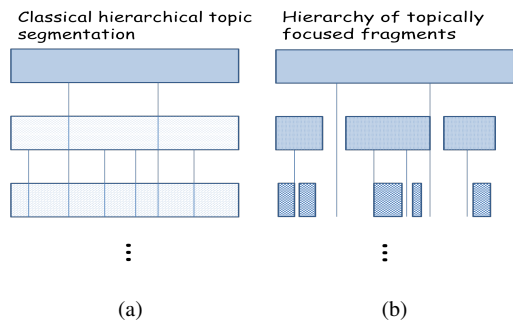 Classical hierarchical topic
segmentation
Hierarchy of topically
focused fragments
(a)
(b)